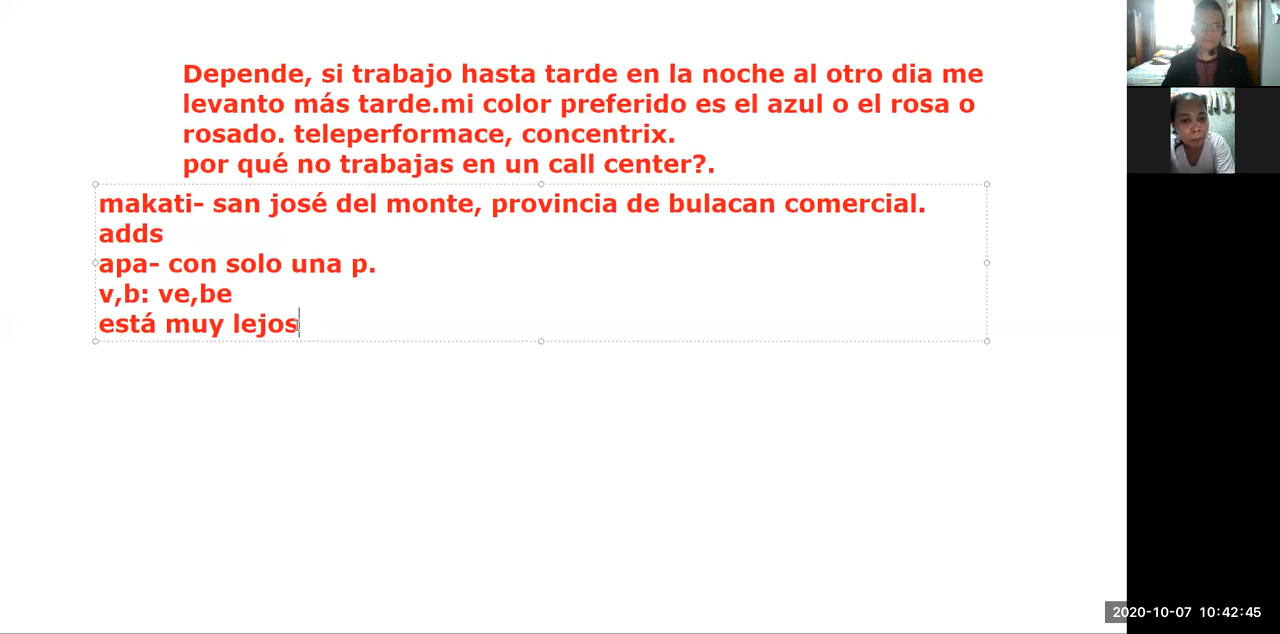 Depende, si trabajo hasta tarde en la noche al otro dia me
levanto más tarde.mi color preferido es el azul o el rosa o
rosado. teleperformace, concentrix.
por qué no trabajas en un call center?.
makati- san josé del monte, provincia de bulacan comercial.
adds
apa- con solo una p.
v,b: ve,be
está muy lejos
2020-10-07 10:42:45